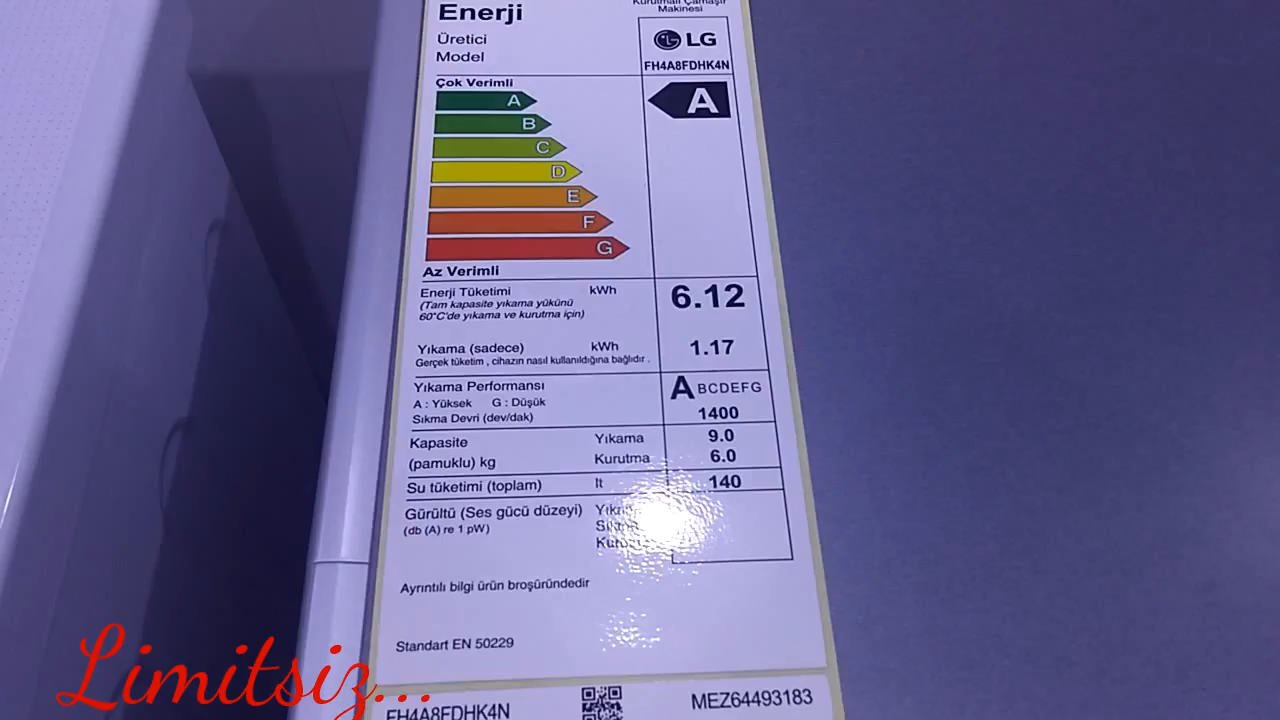 Enerji
Kurutmalı Çamaşır
Makinesi
Üretici
LG
Model
FH4A8FDHK4N
Çok Verimli
A
A
B
C
D
E
F
G
Az Verimli
Enerji Tüketimi kWh 6.12
(Tam kapasite yıkama yükünü
60°C'de yıkama ve kurutma için)
Yıkama (sadece) kWh 1.17
Gerçek tüketim , cihazın nasıl kullanıldığına bağlıdır .
Yıkama Performansı ABCDEFG
A : Yüksek G : Düşük
Sıkma Devri (dev/dak) 1400
Kapasite Yıkama 9.0
(pamuklu) kg Kurutma 6.0
Su tüketimi (toplam) lt 140
Gürültü (Ses gücü düzeyi)
(db (A) re 1 pW)
Ayrıntılı bilgi ürün broşüründedir
Standart EN 50229
FH4A8FDHK4N MEZ64493183
Limitsiz...